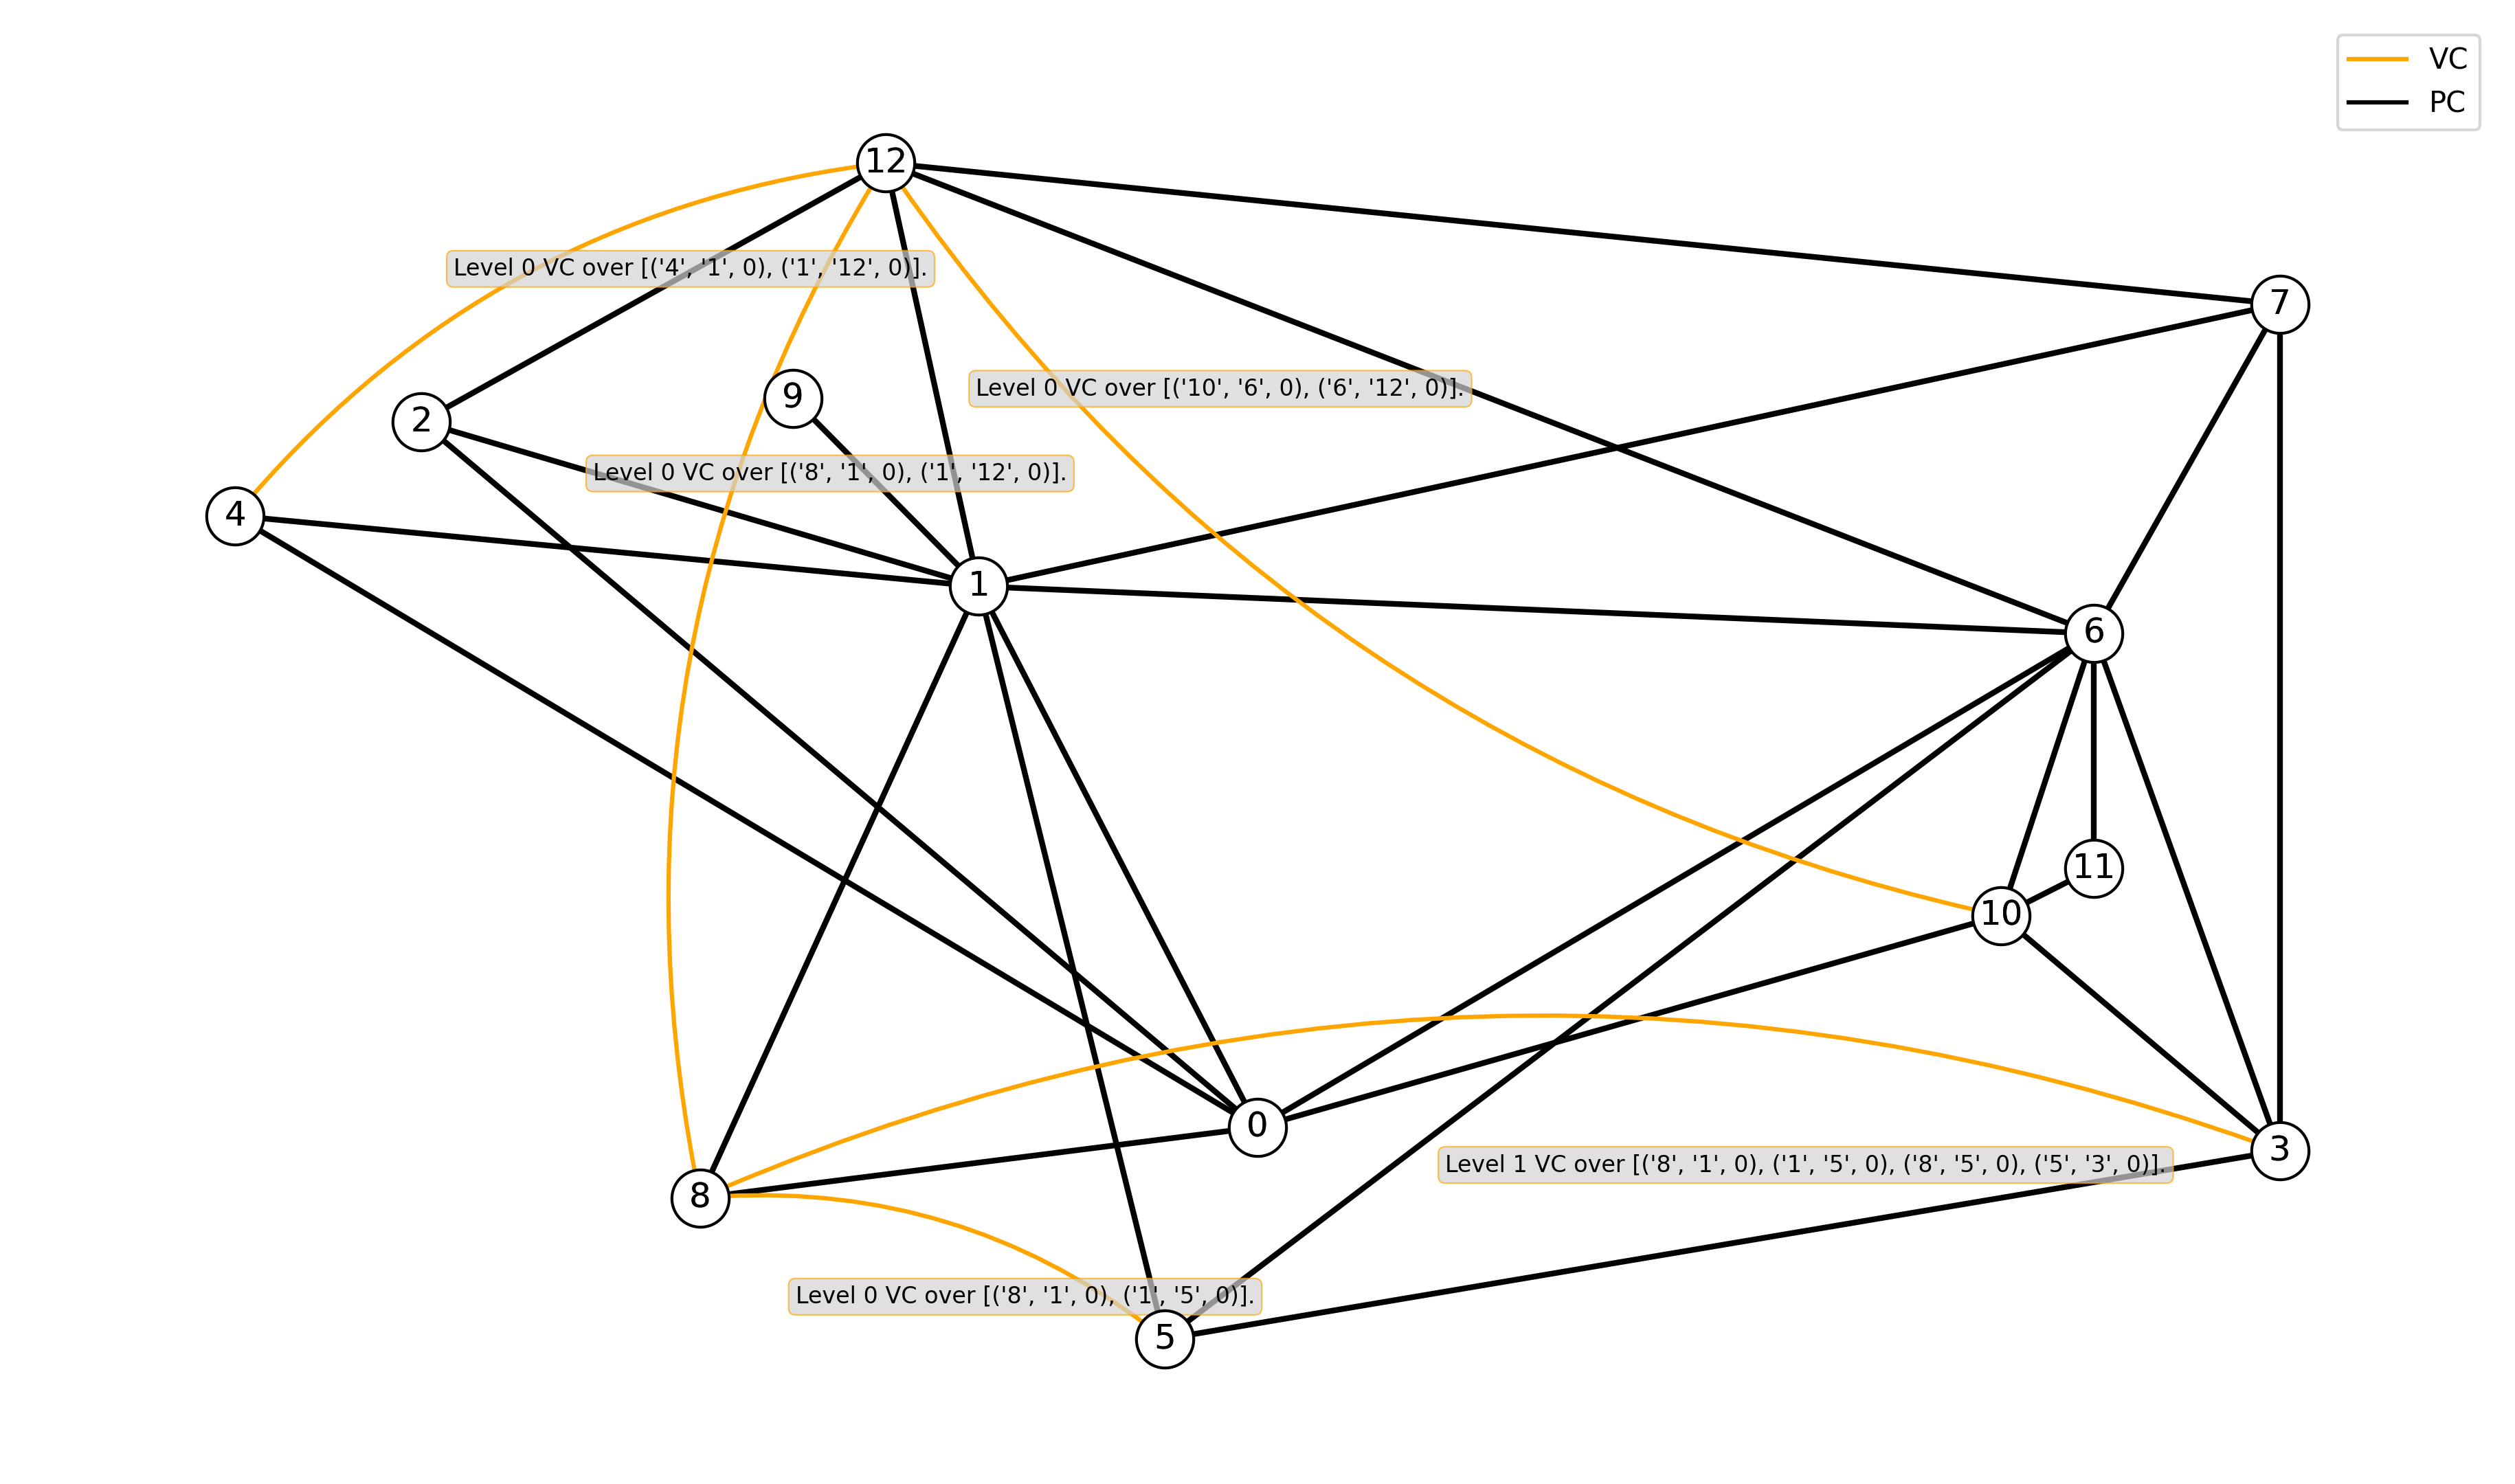 VC
PC
12
Level 0 VC over [('4', '1', 0), ('1', '12', 0)].
7
9
Level 0 VC over [('10', '6', 0), ('6', '12', 0)].
2
Level 0 VC over [('8', '1', 0), ('1', '12', 0)].
4
1
6
11
10
0
3
Level 1 VC over [('8', '1', 0), ('1', '5', 0), ('8', '5', 0), ('5', '3', 0)].
8
Level 0 VC over [('8', '1', 0), ('1', '5', 0)].
5